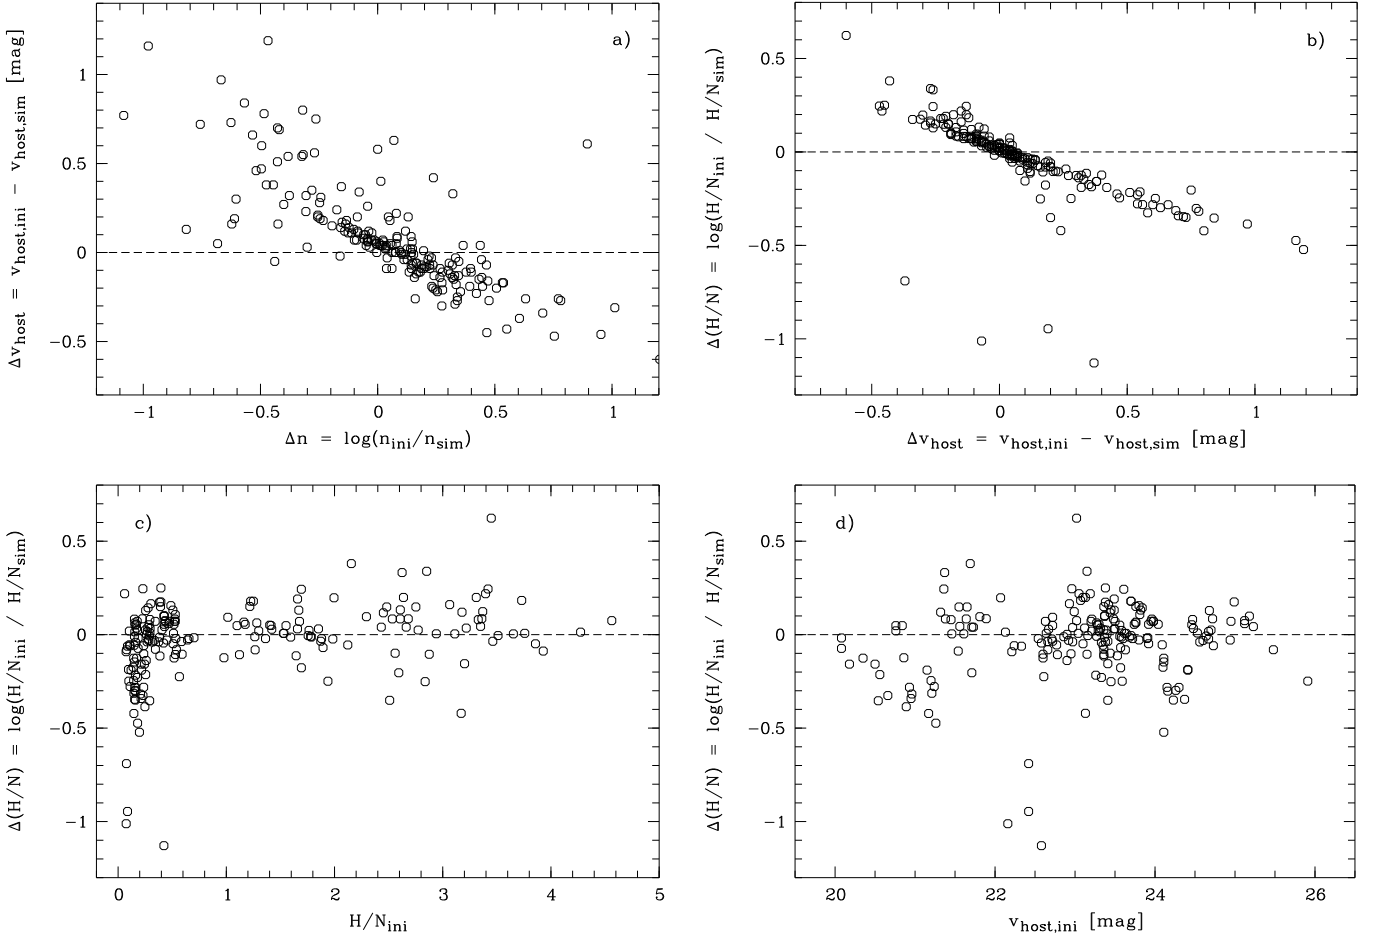 a)
Δv_host = v_host,ini − v_host,sim [mag]
1
0.5
0
−0.5
−1 −0.5 0 0.5 1
Δn = log(n_ini/n_sim)
b)
Δ(H/N) = log(H/N_ini / H/N_sim)
0.5
0
−0.5
−1
−0.5 0 0.5 1
Δv_host = v_host,ini - v_host,sim [mag]
c)
Δ(H/N) = log(H/N_ini / H/N_sim)
0.5
0
−0.5
−1
0 1 2 3 4 5
H/N_ini
d)
Δ(H/N) = log(H/N_ini / H/N_sim)
0.5
0
−0.5
−1
20 22 24 26
v_host,ini [mag]